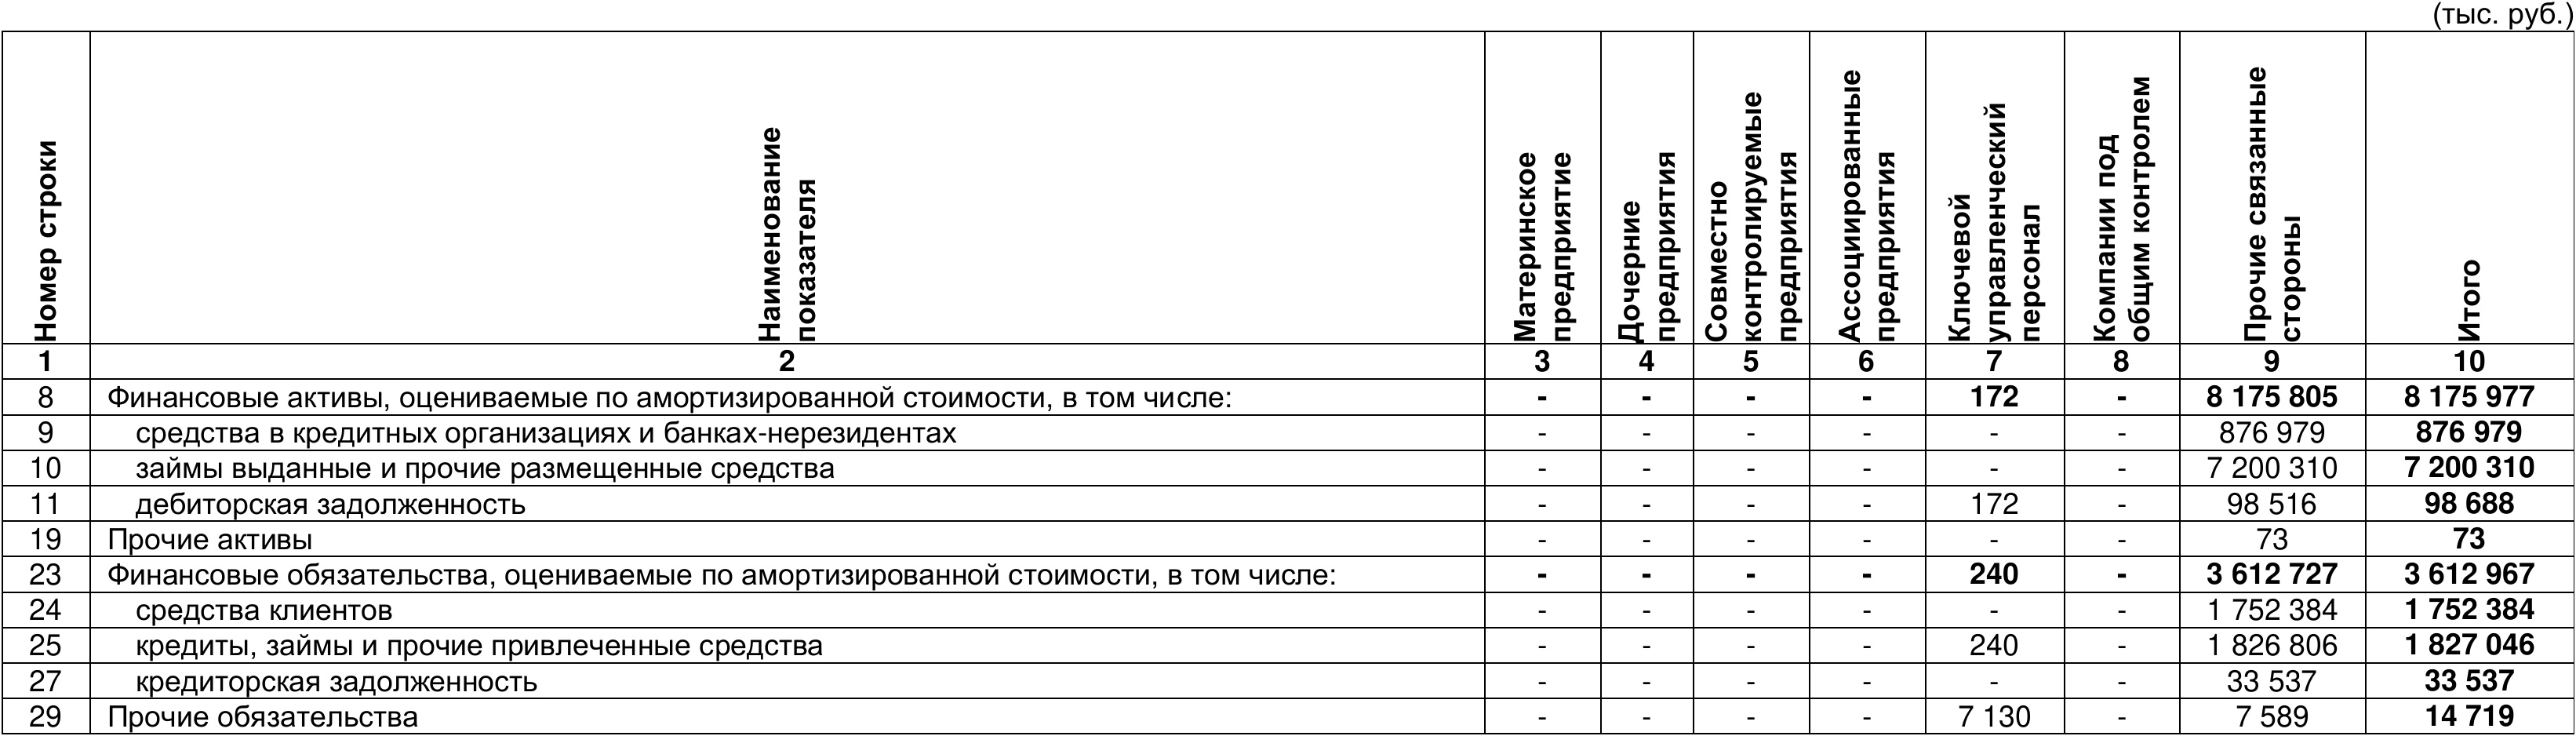 (тыс. руб.)
Номер строки
Наименование
показателя
Материнское
предприятие
Дочерние
предприятия
Совместно
контролируемые
предприятия
Ассоциированные
предприятия
Ключевой
управленческий
персонал
Компании под
общим контролем
Прочие связанные
стороны
Итого
1 2 3 4 5 6 7 8 9 10
8 Финансовые активы, оцениваемые по амортизированной стоимости, в том числе: - - - - 172 - 8 175 805 8 175 977
9 средства в кредитных организациях и банках-нерезидентах - - - - - - 876 979 876 979
10 займы выданные и прочие размещенные средства - - - - - - 7 200 310 7 200 310
11 дебиторская задолженность - - - - 172 - 98 516 98 688
19 Прочие активы - - - - - - 73 73
23 Финансовые обязательства, оцениваемые по амортизированной стоимости, в том числе: - - - - 240 - 3 612 727 3 612 967
24 средства клиентов - - - - - - 1 752 384 1 752 384
25 кредиты, займы и прочие привлеченные средства - - - - 240 - 1 826 806 1 827 046
27 кредиторская задолженность - - - - - - 33 537 33 537
29 Прочие обязательства - - - - 7 130 - 7 589 14 719